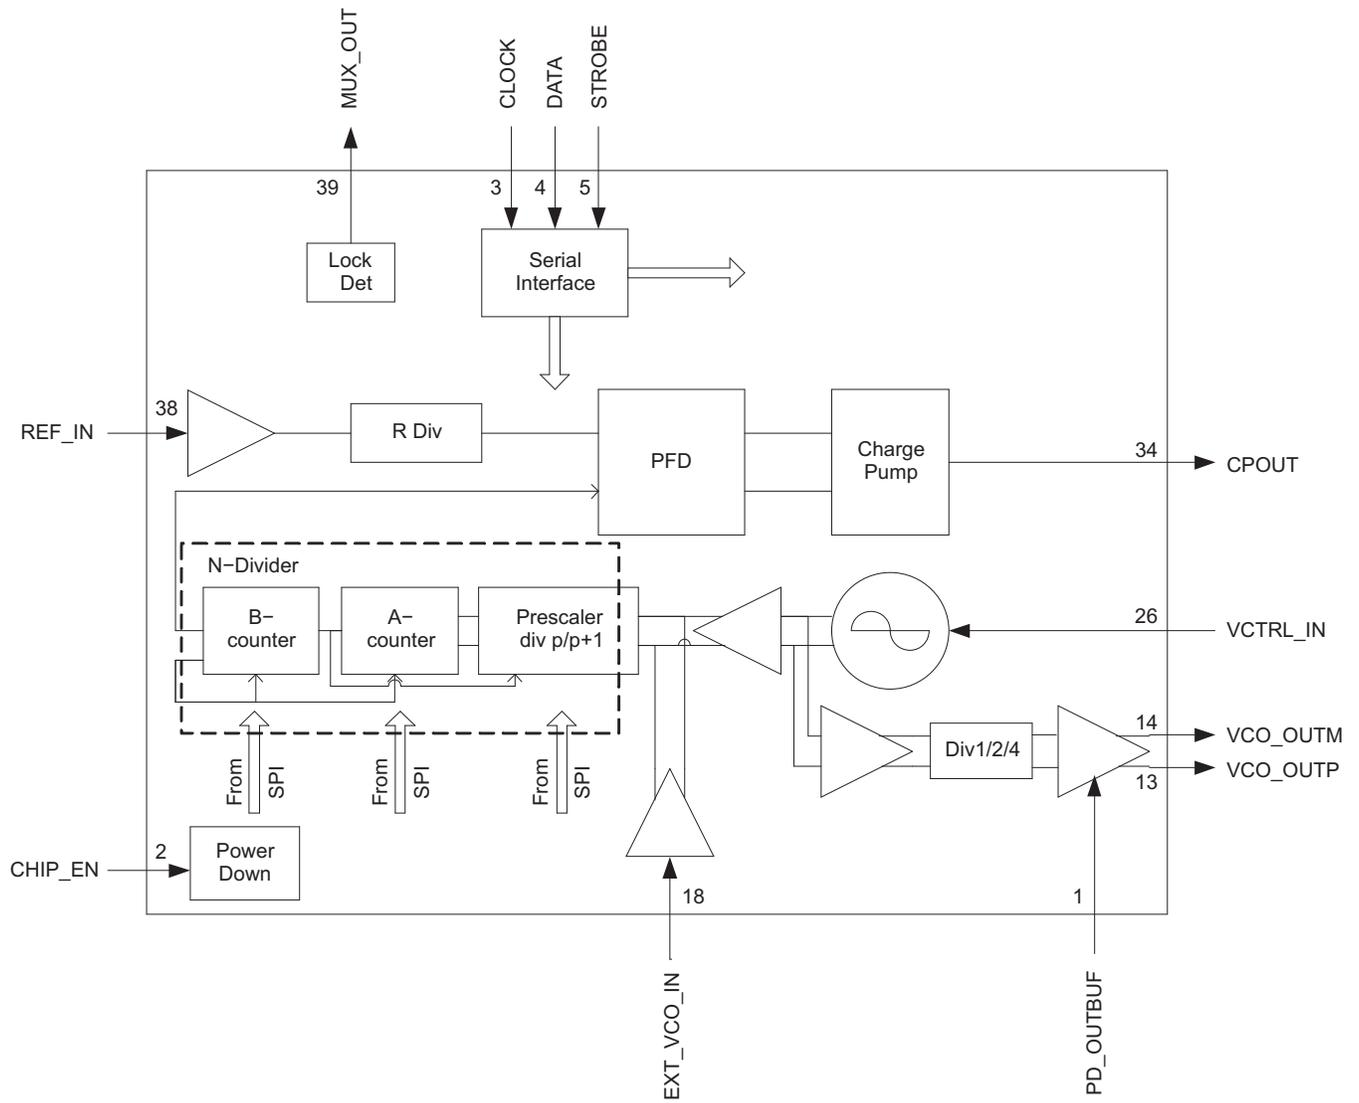 MUX_OUT
CLOCK
DATA
STROBE
39
3
4
5
Lock
Det
Serial
Interface
REF_IN
38
R Div
PFD
Charge
Pump
34
CPOUT
N−Divider
B−
counter
A−
counter
Prescaler
div p/p+1
26
VCTRL_IN
14
VCO_OUTM
Div1/2/4
VCO_OUTP
13
From
SPI
From
SPI
From
SPI
CHIP_EN
2
Power
Down
18
1
EXT_VCO_IN
PD_OUTBUF